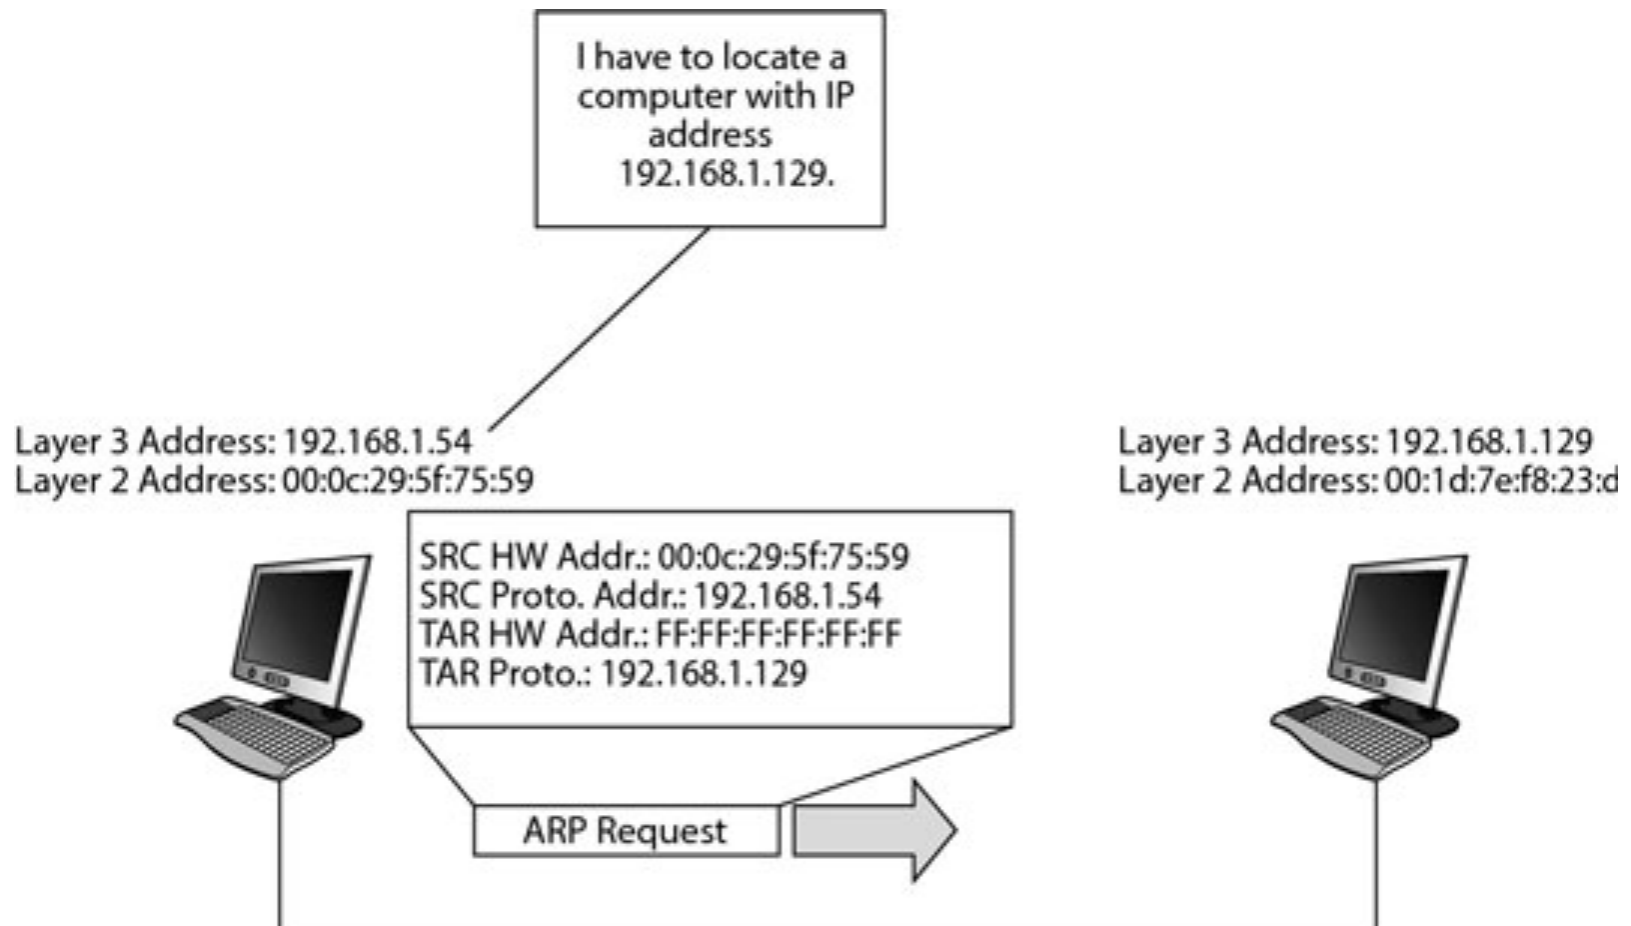 I have to locate a
computer with IP
address
192.168.1.129.
Layer 3 Address: 192.168.1.54
Layer 2 Address: 00:0c:29:5f:75:59
Layer 3 Address: 192.168.1.129
Layer 2 Address: 00:1d:7e:f8:23:d
SRC HW Addr.: 00:0c:29:5f:75:59
SRC Proto. Addr.: 192.168.1.54
TAR HW Addr.: FF:FF:FF:FF:FF:FF
TAR Proto.: 192.168.1.129
ARP Request